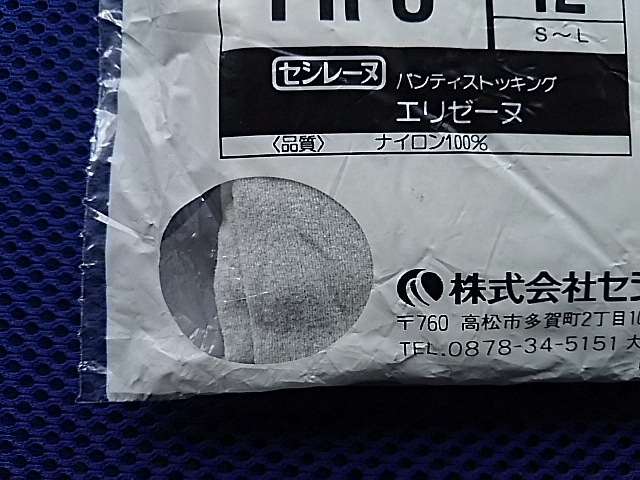 S～L
セシレーヌ パンティストッキング
エリゼーヌ
〈品質〉 ナイロン100%
株式会社セシ
〒760 高松市多賀町2丁目
TEL.0878-34-5151 大